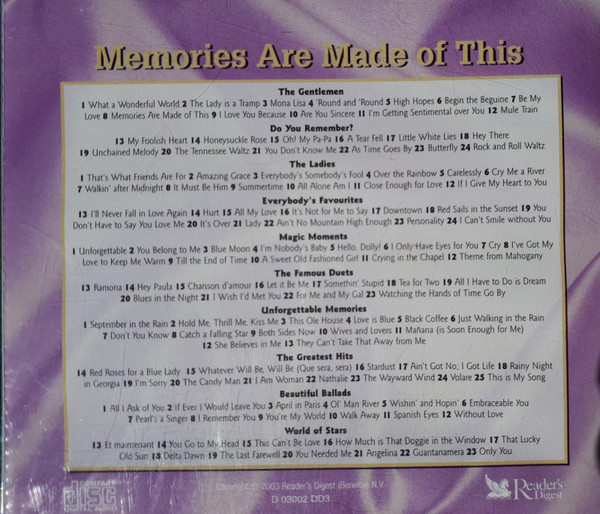 Memories Are Made of This
The Gentlemen
1 What a Wonderful World 2 The Lady is a Tramp 3 Mona Lisa 4 'Round and 'Round 5 High Hopes 6 Begin the Beguine 7 Be My
Love 8 Memories Are Made of This 9 I Love You Because 10 Are You Sincere 11 I'm Getting Sentimental over You 12 Mule Train
Do You Remember?
13 My Foolish Heart 14 Honeysuckle Rose 15 Oh! My Pa-Pa 16 A Tear Fell 17 Little White Lies 18 Hey There
19 Unchained Melody 20 The Tennessee Waltz 21 You Don't Know Me 22 As Time Goes By 23 Butterfly 24 Rock and Roll Waltz
The Ladies
1 That's What Friends Are For 2 Amazing Grace 3 Everybody's Somebody's Fool 4 Over the Rainbow 5 Carelessly 6 Cry Me a River
7 Walkin' after Midnight 8 It Must Be Him 9 Summertime 10 All Alone Am I 11 Close Enough for Love 12 If I Give My Heart to You
Everybody's Favourites
13 I'll Never Fall in Love Again 14 Hurt 15 All My Love 16 It's Not for Me to Say 17 Downtown 18 Red Sails in the Sunset 19 You
Don't Have to Say You Love Me 20 It's Over 21 Lady 22 Ain't No Mountain High Enough 23 Personality 24 I Can't Smile without You
Magic Moments
1 Unforgettable 2 You Belong to Me 3 Blue Moon 4 I'm Nobody's Baby 5 Hello, Dolly! 6 I Only Have Eyes for You 7 Cry 8 I've Got My
Love to Keep Me Warm 9 Till the End of Time 10 A Sweet Old Fashioned Girl 11 Crying in the Chapel 12 Theme from Mahogany
The Famous Duets
13 Ramona 14 Hey Paula 15 Chanson d'amour 16 Let it Be Me 17 Somethin' Stupid 18 Tea for Two 19 All I Have to Do is Dream
20 Blues in the Night 21 I Wish I'd Met You 22 For Me and My Gal 23 Watching the Hands of Time Go By
Unforgettable Memories
1 September in the Rain 2 Hold Me, Thrill Me, Kiss Me 3 This Ole House 4 Love is Blue 5 Black Coffee 6 Just Walking in the Rain
7 Don't You Know 8 Catch a Falling Star 9 Both Sides Now 10 Wives and Lovers 11 Mañana (is Soon Enough for Me)
12 She Believes in Me 13 They Can't Take That Away from Me
The Greatest Hits
14 Red Roses for a Blue Lady 15 Whatever Will Be, Will Be (Que sera, sera) 16 Stardust 17 Ain't Got No; I Got Life 18 Rainy Night
in Georgia 19 I'm Sorry 20 The Candy Man 21 I Am Woman 22 Nathalie 23 The Wayward Wind 24 Volare 25 This is My Song
Beautiful Ballads
1 All I Ask of You 2 If Ever I Would Leave You 3 April in Paris 4 Ol' Man River 5 Wishin' and Hopin' 6 Embraceable You
7 Pearl's a Singer 8 I Remember You 9 You're My World 10 Walk Away 11 Spanish Eyes 12 Without Love
World of Stars
13 Et maintenant 14 You Go to My Head 15 This Can't Be Love 16 How Much is That Doggie in the Window 17 That Lucky
Old Sun 18 Delta Dawn 19 The Last Farewell 20 You Needed Me 21 Angelina 22 Guantanamera 23 Only You
COMPACT
DISC
Copyright © 2003 Reader's Digest (Benelux) N.V.
D 03002 DD3
Reader's
Digest